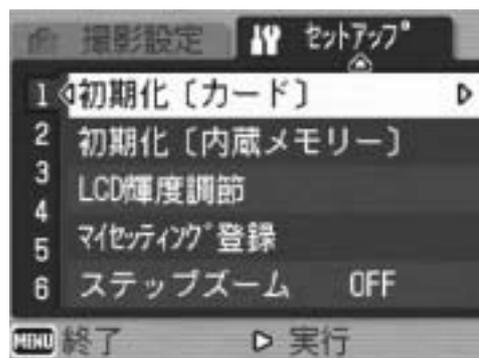 撮影設定 セットアップ
1 初期化〔カード〕
2 初期化〔内蔵メモリー〕
3 LCD輝度調節
4 マイセッティング登録
5 ステップズーム OFF
6
MENU 終了 実行